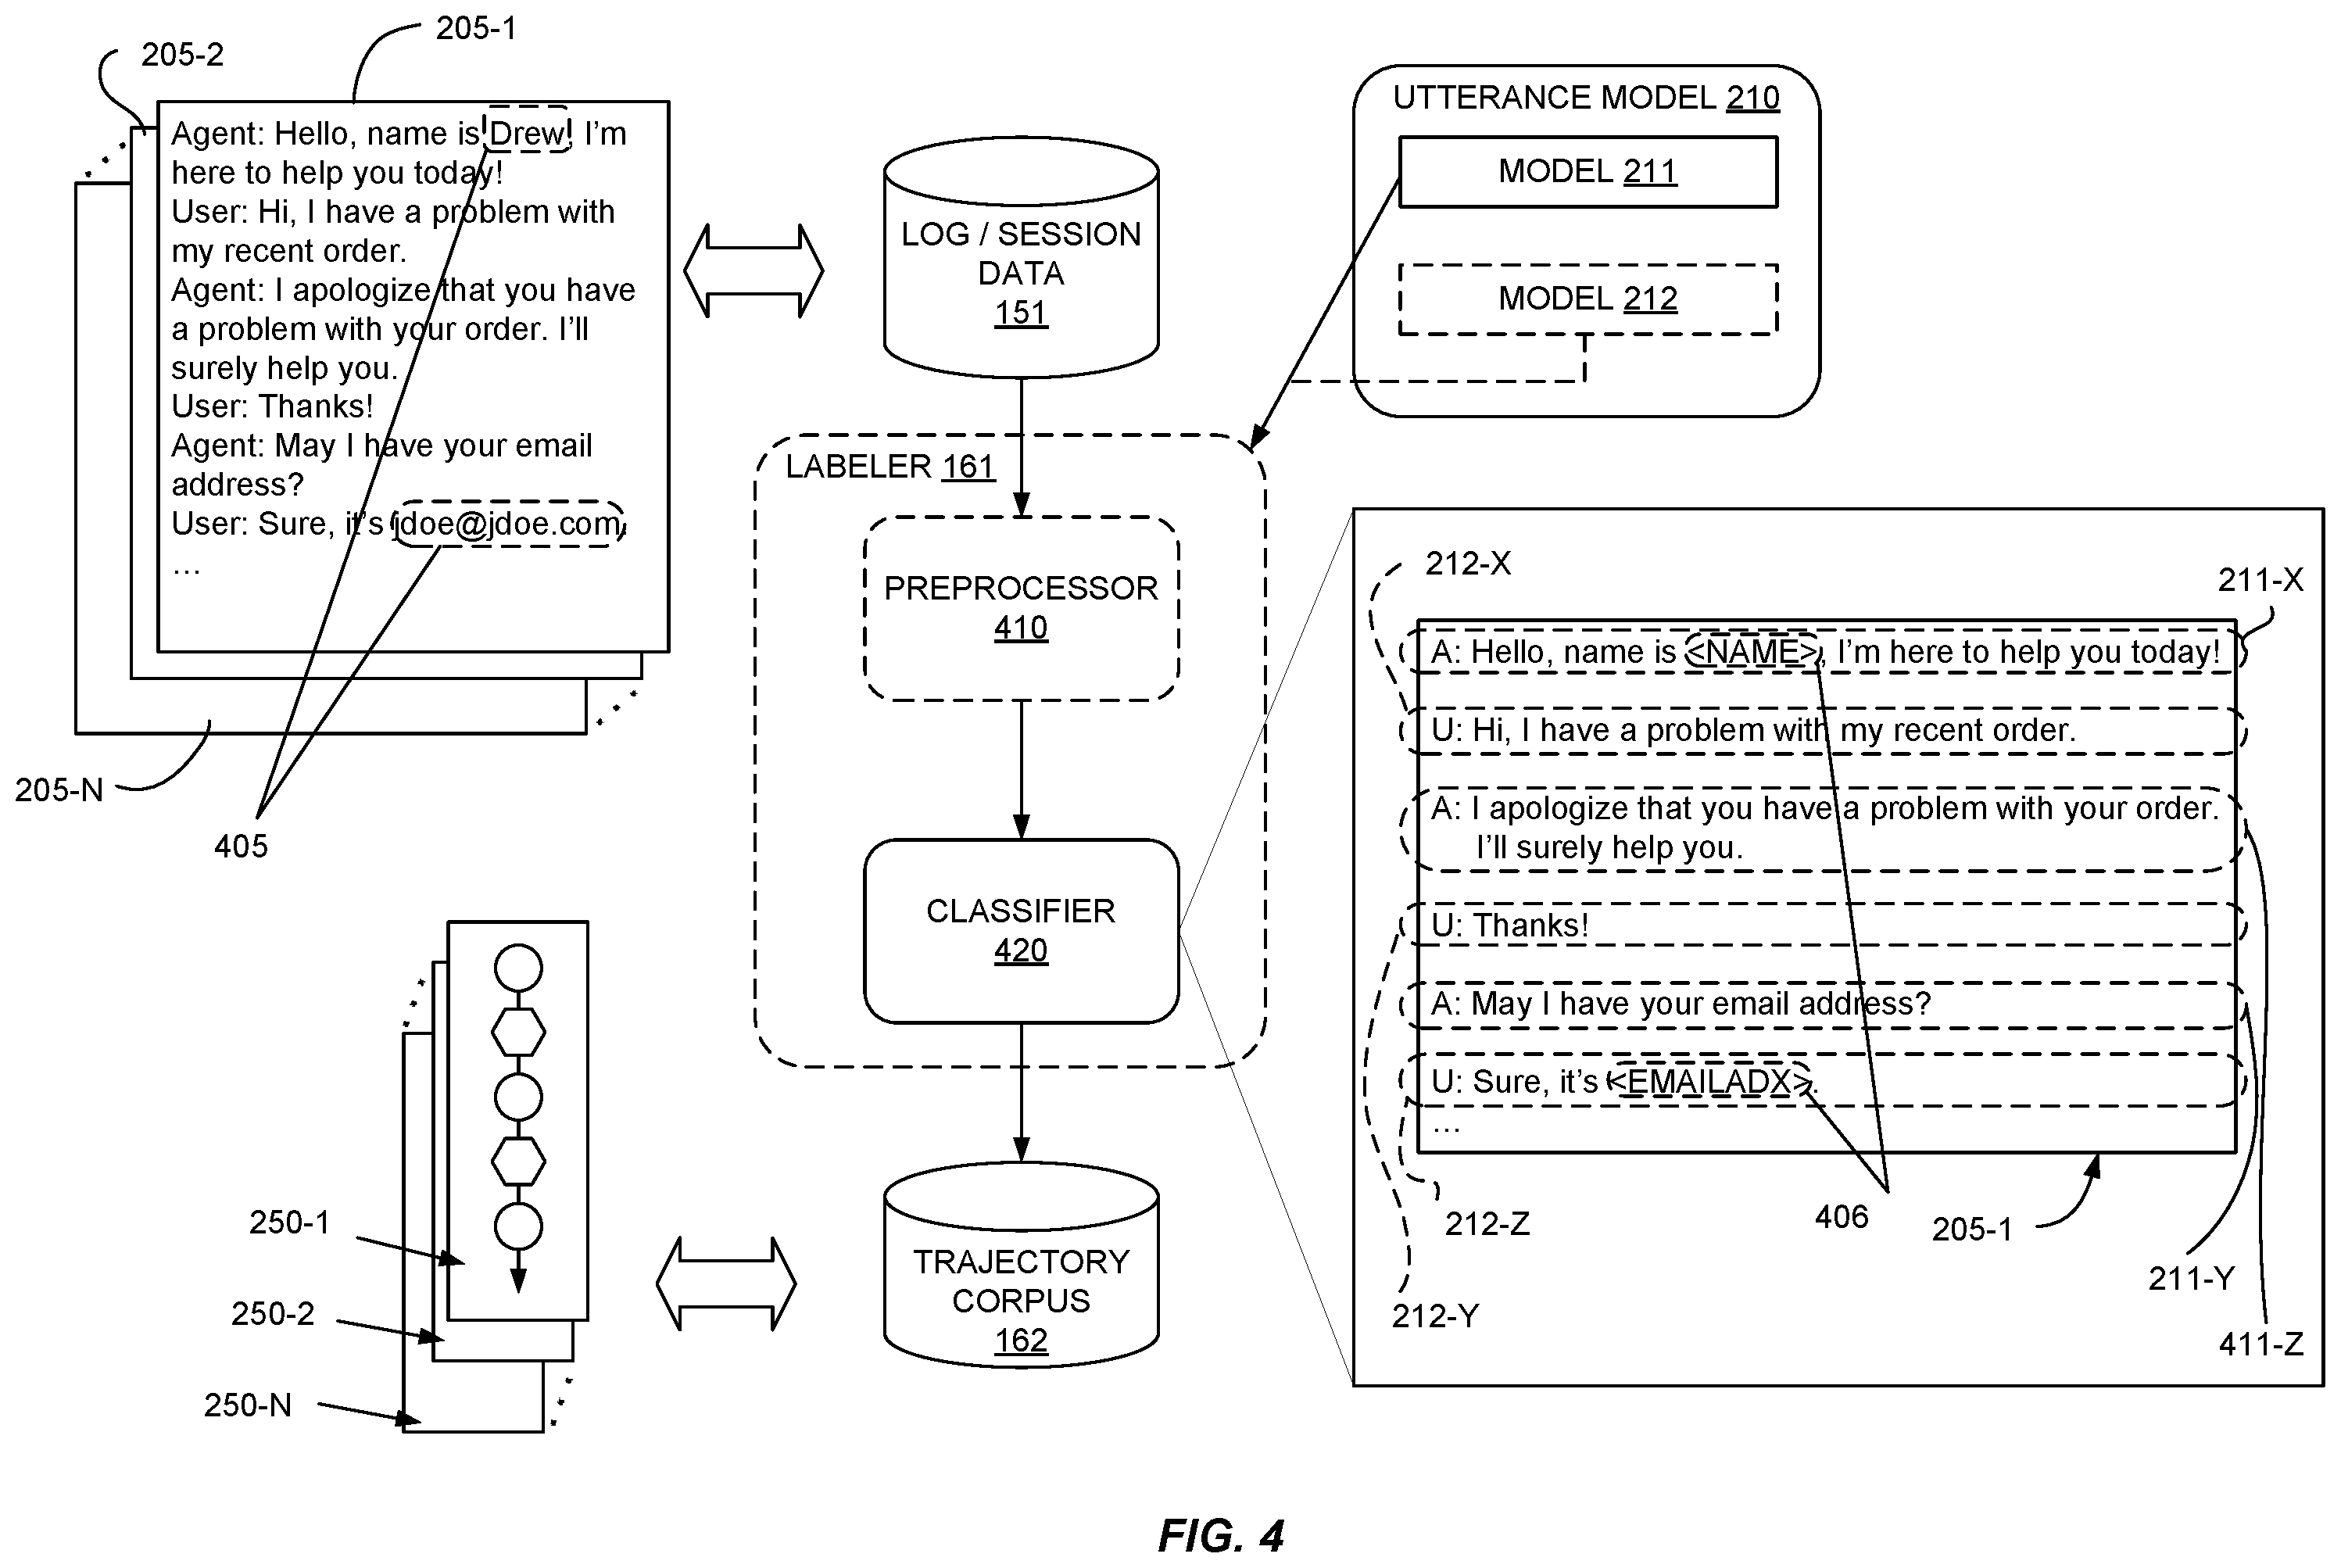 205-1
205-2
Agent: Hello, name is Drew, I'm
here to help you today!
User: Hi, I have a problem with
my recent order.
Agent: I apologize that you have
a problem with your order. I'll
surely help you.
User: Thanks!
Agent: May I have your email
address?
User: Sure, it's jdoe@jdoe.com.
...
205-N
405
LOG / SESSION
DATA
151
UTTERANCE MODEL 210
MODEL 211
MODEL 212
LABELER 161
PREPROCESSOR
410
CLASSIFIER
420
TRAJECTORY
CORPUS
162
250-1
250-2
250-N
212-X
211-X
A: Hello, name is <NAME>, I'm here to help you today!
U: Hi, I have a problem with my recent order.
A: I apologize that you have a problem with your order.
I'll surely help you.
U: Thanks!
A: May I have your email address?
U: Sure, it's <EMAILADX>.
...
212-Z
406
205-1
211-Y
212-Y
411-Z
FIG. 4